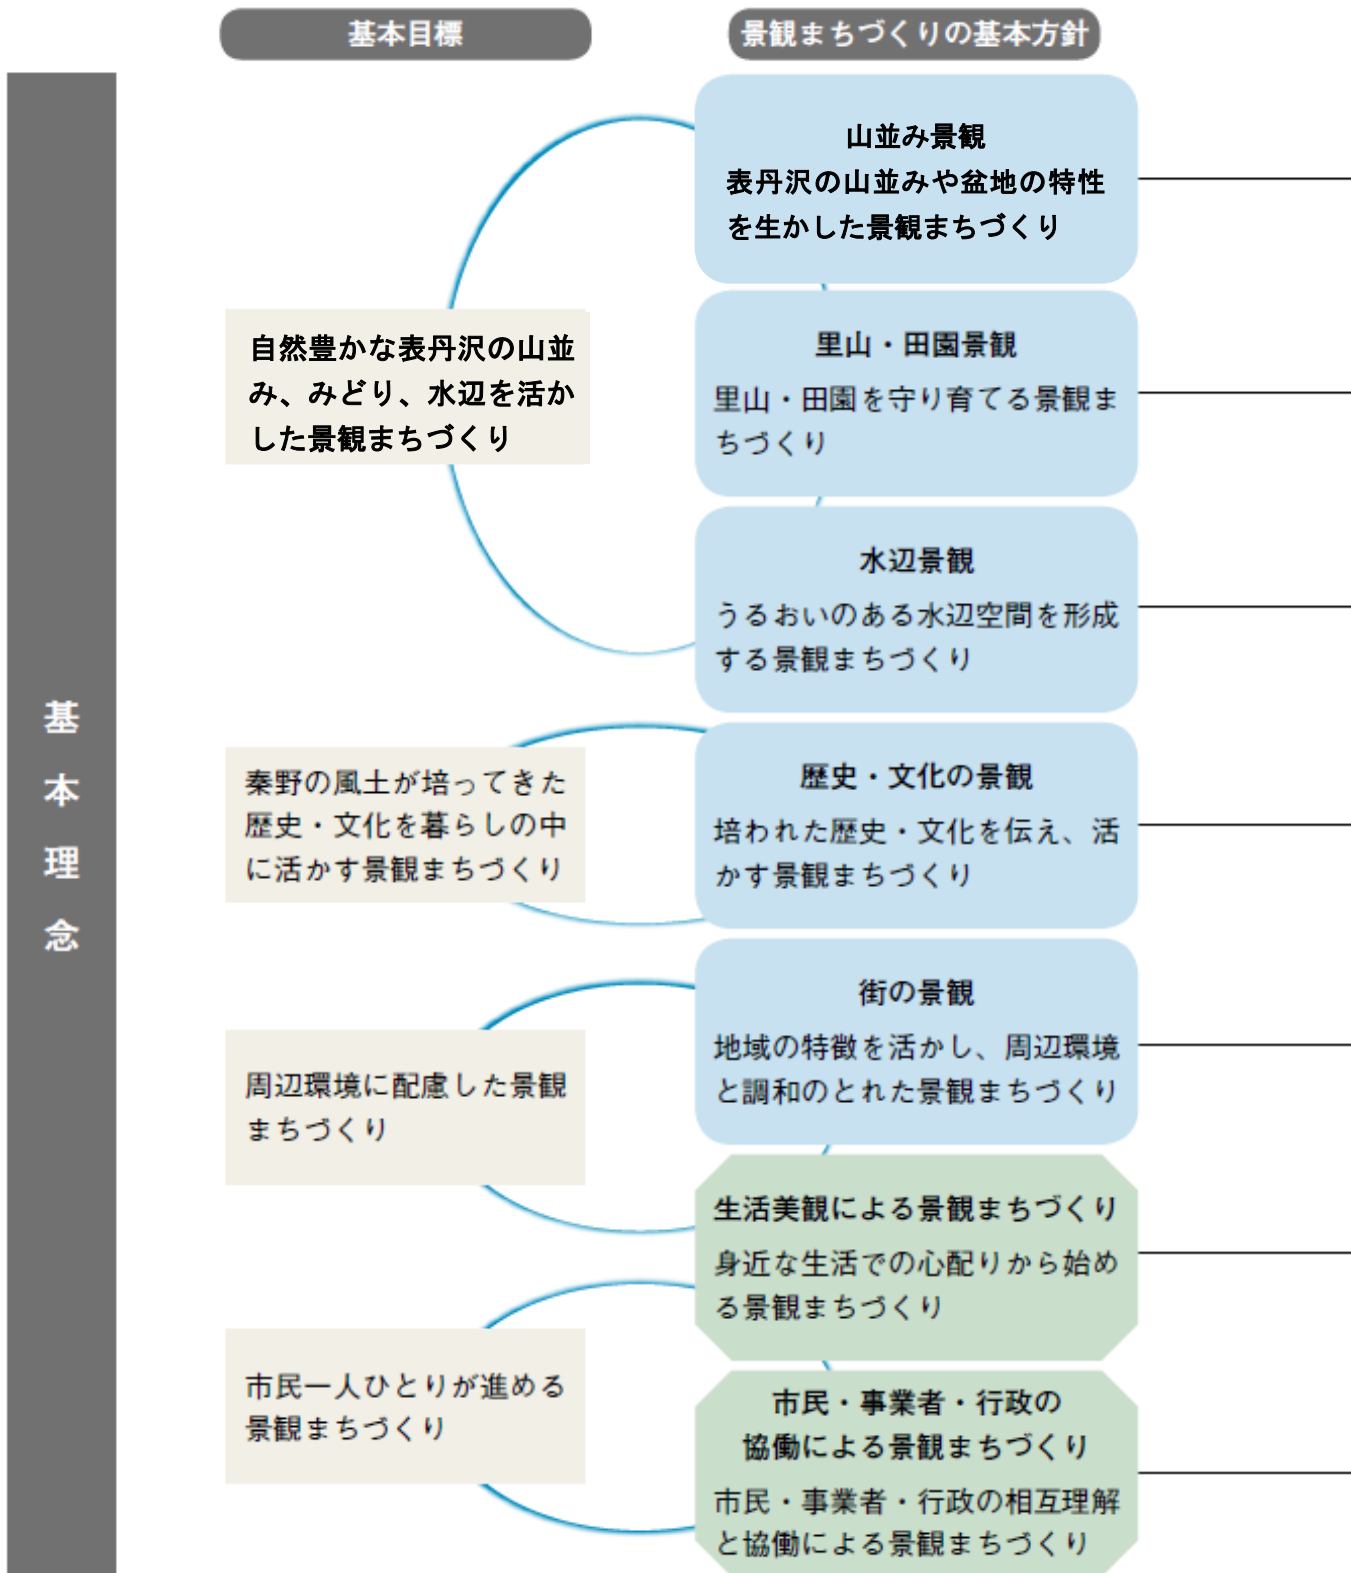 基本目標
景観まちづくりの基本方針
基本理念
自然豊かな表丹沢の山並
み、みどり、水辺を活か
した景観まちづくり
山並み景観
表丹沢の山並みや盆地の特性
を生かした景観まちづくり
里山・田園景観
里山・田園を守り育てる景観ま
ちづくり
水辺景観
うるおいのある水辺空間を形成
する景観まちづくり
秦野の風土が培ってきた
歴史・文化を暮らしの中
に活かす景観まちづくり
歴史・文化の景観
培われた歴史・文化を伝え、活
かす景観まちづくり
周辺環境に配慮した景観
まちづくり
街の景観
地域の特徴を活かし、周辺環境
と調和のとれた景観まちづくり
生活美観による景観まちづくり
身近な生活での心配りから始め
る景観まちづくり
市民一人ひとりが進める
景観まちづくり
市民・事業者・行政の
協働による景観まちづくり
市民・事業者・行政の相互理解
と協働による景観まちづくり